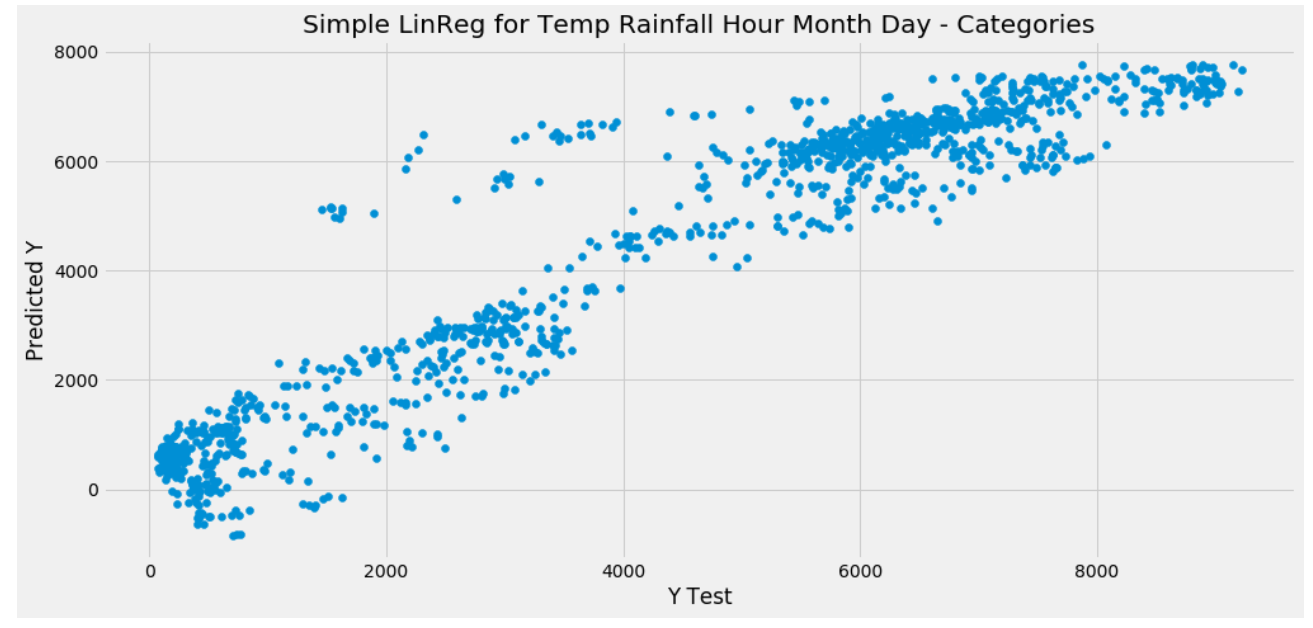 Simple LinReg for Temp Rainfall Hour Month Day - Categories
8000
6000
4000
2000
0
Predicted Y
0 2000 4000 6000 8000
Y Test